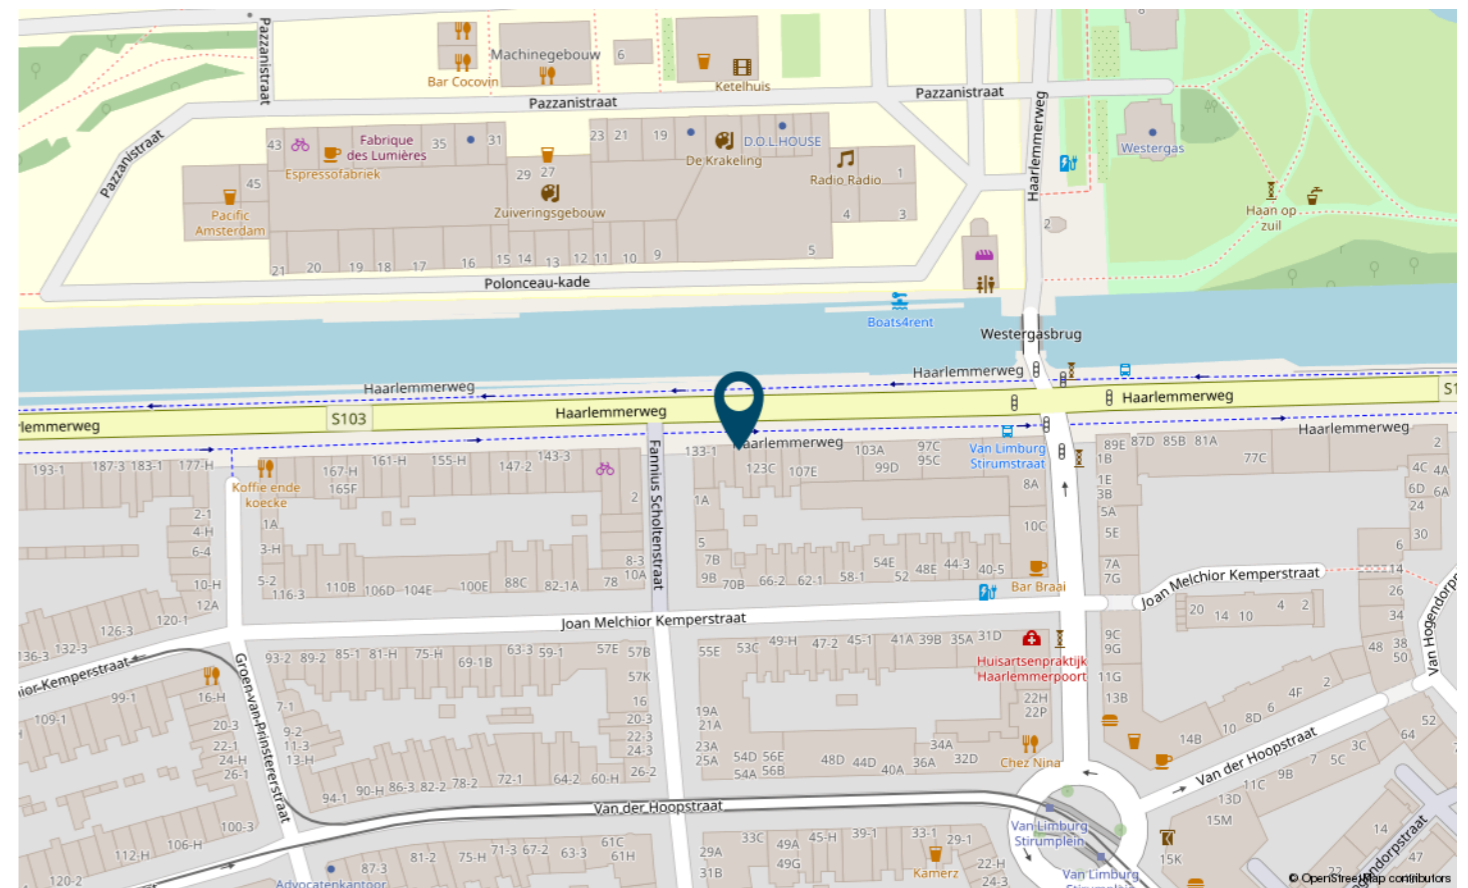 Pazzanistraat
Bar Cocovin
Machinegebouw
6
Ketelhuis
8
Haarlemmerweg
Pazzanistraat
Pazzanistraat
Pazzanistraat
43
Fabrique
des Lumières
35
31
Espressofabriek
23
21
19
De Krakeling
D.O.L.HOUSE
29
27
Radio Radio
1
Westergas
45
Pacific
Amsterdam
Zuiveringsgebouw
4
3
2
Haan op
zuil
21
20
19
18
17
16
15
14
13
12
11
10
9
5
Polonceau-kade
Boats4rent
Westergasbrug
Haarlemmerweg
Haarlemmerweg
S103
Haarlemmerweg
Haarlemmerweg
S1
rlemmerweg
aarlemmerweg
Haarlemmerweg
193-1
187-3
183-1
177-H
Koffie ende
koecke
167-H
165F
161-H
155-H
147-2
143-3
133-1
123C
107E
103A
99D
97C
95C
Van Limburg
Stirumstraat
89E
87D
85B
81A
77C
2
1B
1E
3B
5A
5E
7A
7G
4C
4A
6D
6A
24
30
6
14
26
34
48
38
50
2-1
4-H
6-4
10-H
12A
1A
3-H
5-2
116-3
110B
106D
104E
100E
88C
82-1A
78
2
8-3
10A
Fannius Scholtenstraat
1A
5
7B
9B
70B
66-2
62-1
58-1
54E
52
48E
44-3
40-5
8A
10C
Bar Braai
Joan Melchior Kemperstraat
Joan Melchior Kemperstraat
20
14
10
4
2
Van Hogendorps
136-3
132-3
126-3
120-1
ior-Kemperstraat
99-1
109-1
16-H
20-3
22-1
24-H
26-1
100-3
106-H
112-H
120-2
Groen van Prinstererstraat
93-2
89-2
85-1
81-H
75-H
69-1B
63-3
59-1
57E
57B
57K
16
20-3
22-3
24-3
26-2
7-1
9-2
11-3
13-H
94-1
90-H
86-3
82-2
78-2
72-1
64-2
60-H
55E
53C
49-H
47-2
45-1
41A
39B
35A
31D
Huisartsenpraktijk
Haarlemmerpoort
22H
22P
19A
21A
23A
25A
54D
56E
54A
56B
48D
44D
40A
36A
34A
32D
Chez Nina
9C
9G
11G
13B
14B
10
8D
6
4F
2
52
64
Van der Hoopstraat
Van der Hoopstraat
3C
5C
7
9B
11C
13D
15M
15K
Van Limburg
Stirumplein
Van Limburg
Stirumplein
87-3
Advocatenkantoor
81-2
75-H
71-3
67-2
63-3
61C
61H
29A
31B
33C
49A
49G
45-H
39-1
33-1
29-1
Kamerz
22-H
24-3
14
47
22
gendorpstraat
© OpenStreetMap contributors